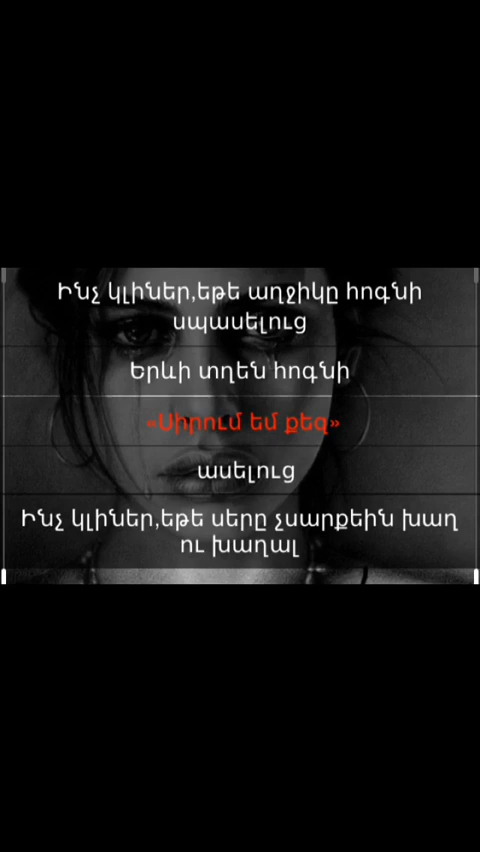 Ինչ կլիներ,եթե աղջիկը հոգնի
սպասելուց
Երևի տղեն հոգնի
«Սիրում եմ քեզ»
ասելուց
Ինչ կլիներ,եթե սերը չսարքեին խաղ
ու խաղալ